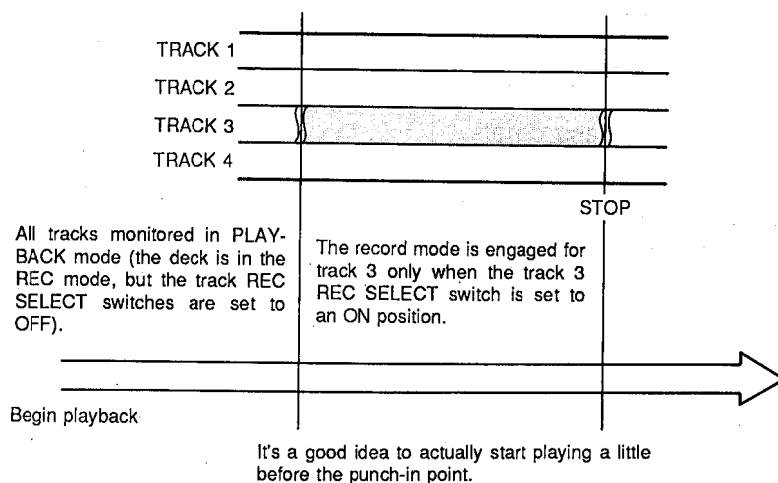 TRACK 1
TRACK 2
TRACK 3
TRACK 4
STOP
All tracks monitored in PLAY-
BACK mode (the deck is in the
REC mode, but the track REC
SELECT switches are set to
OFF).
The record mode is engaged for
track 3 only when the track 3
REC SELECT switch is set to
an ON position.
Begin playback
It's a good idea to actually start playing a little
before the punch-in point.